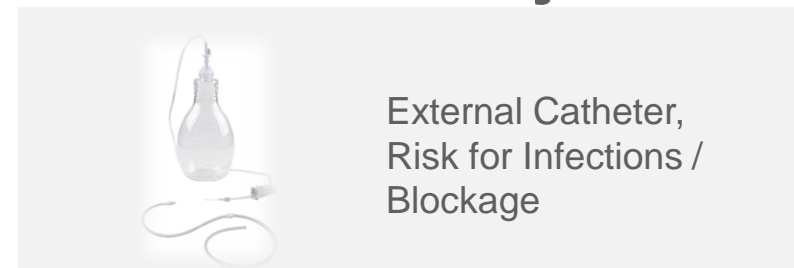 External Catheter,
Risk for Infections /
Blockage